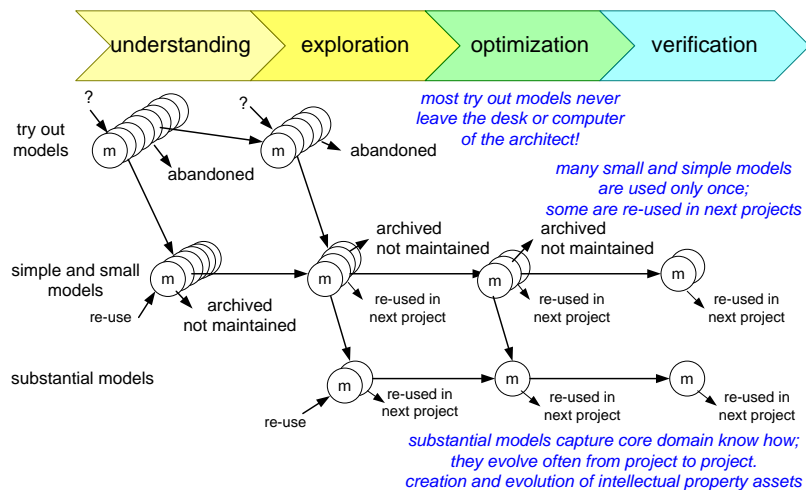 understanding
exploration
optimization
verification
?
?
try out
models
m
m
abandoned
abandoned
most try out models never
leave the desk or computer
of the architect!
many small and simple models
are used only once;
some are re-used in next projects
simple and small
models
m
m
m
m
archived
not maintained
archived
not maintained
re-use
archived
not maintained
re-used in
next project
re-used in
next project
re-used in
next project
substantial models
m
m
m
re-use
re-used in
next project
re-used in
next project
re-used in
next project
substantial models capture core domain know how;
they evolve often from project to project.
creation and evolution of intellectual property assets